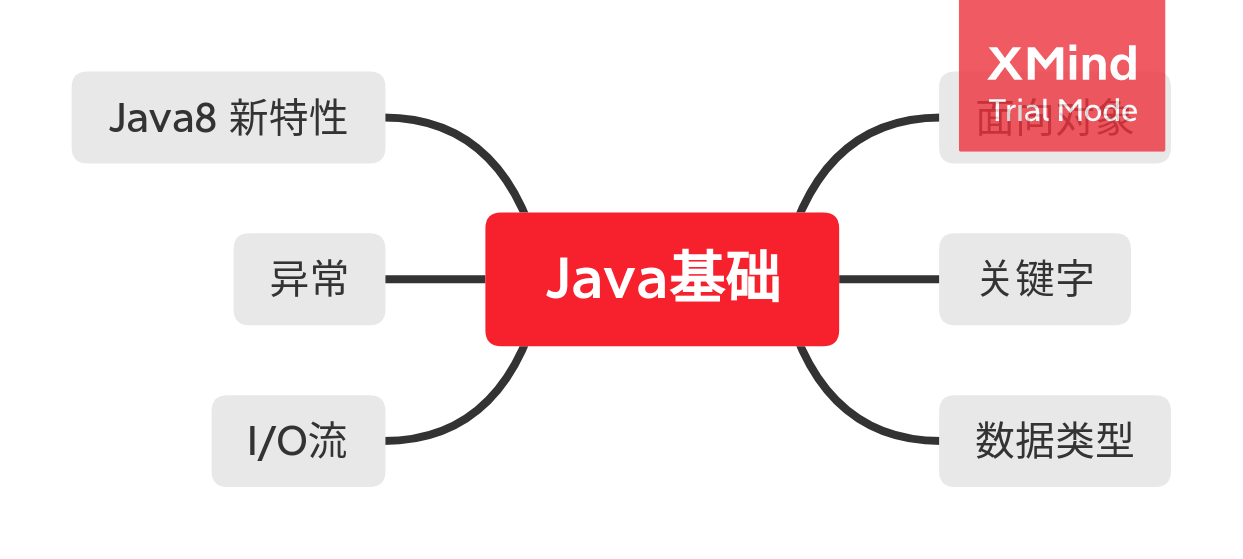 XMind
Trial Mode
Java8 新特性
面向对象
异常
Java基础
关键字
I/O流
数据类型